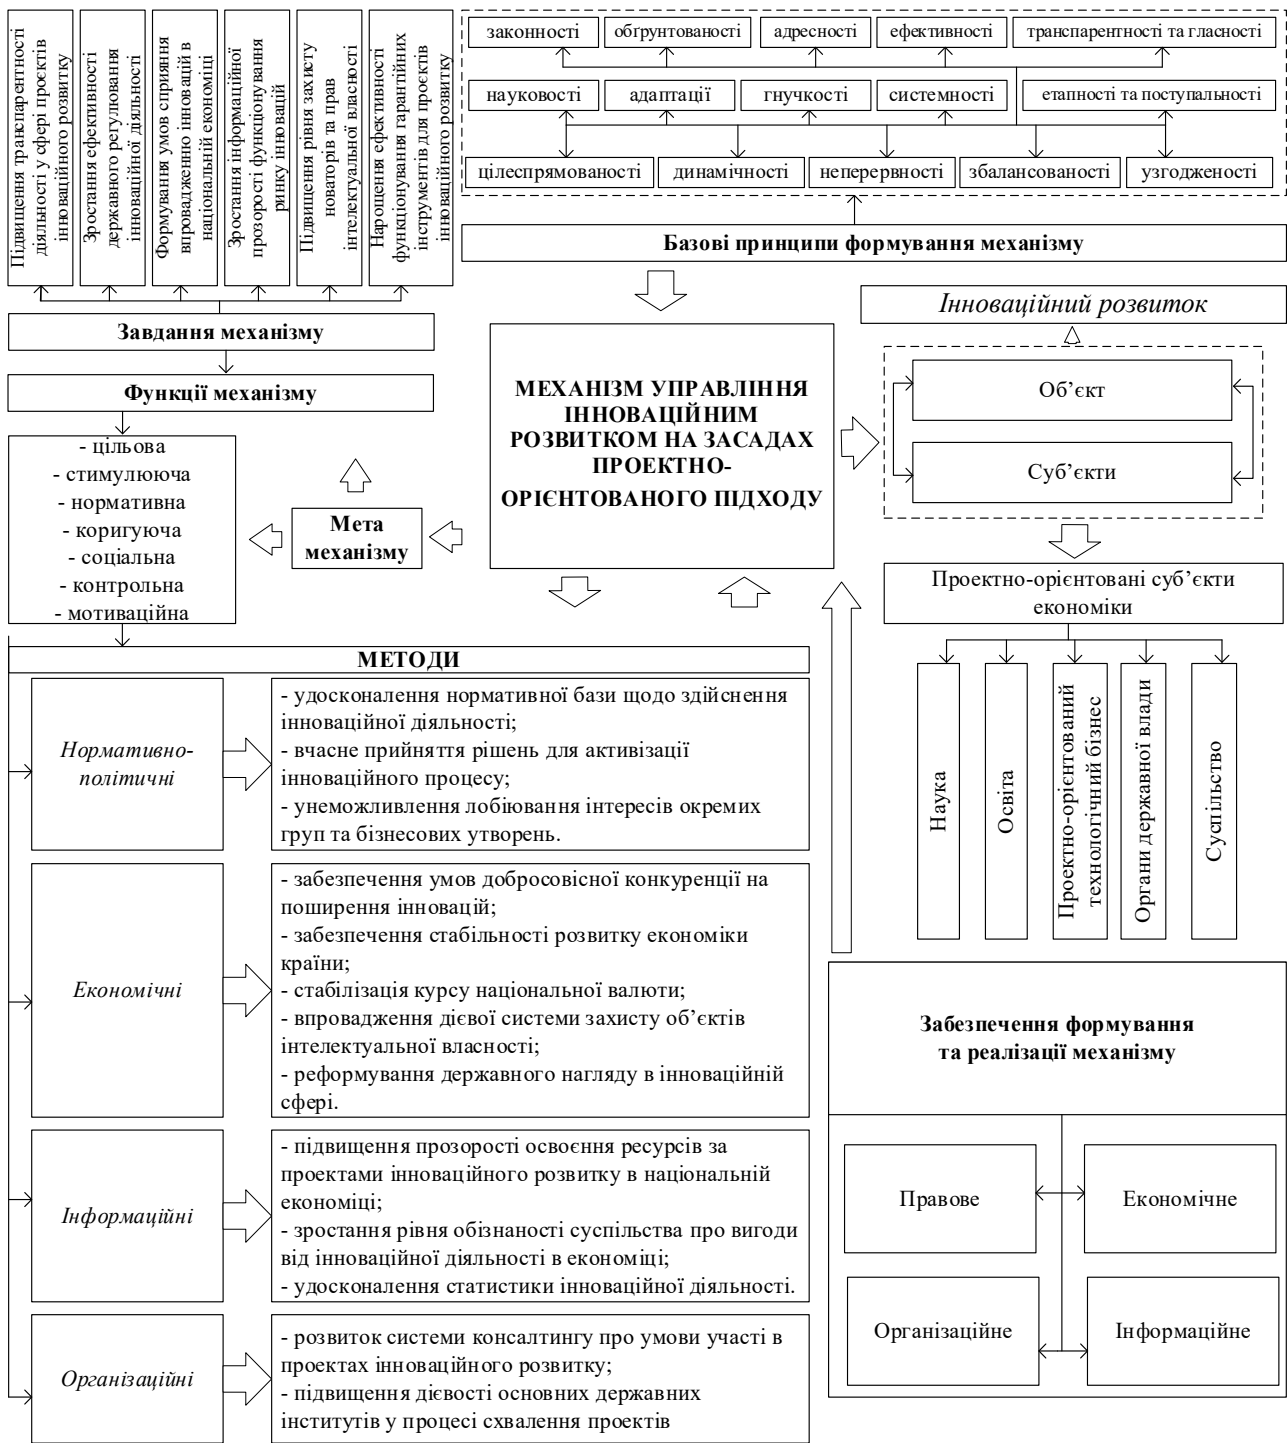 Підвищення транспарентності
діяльності у сфері проєктів
інноваційного розвитку
Зростання ефективності
державного регулювання
інноваційної діяльності
Формування умов сприяння
впровадженню інновацій в
національній економіці
Зростання інформаційної
прозорості функціонування
ринку інновацій
Підвищення рівня захисту
новаторів та прав
інтелектуальної власності
Нарощення ефективності
функціонування гарантійних
інструментів для проєктів
інноваційного розвитку
законності
обґрунтованості
адресності
ефективності
транспарентності та гласності
науковості
адаптації
гнучкості
системності
етапності та поступальності
цілеспрямованості
динамічності
неперервності
збалансованості
узгодженості
Базові принципи формування механізму
Завдання механізму
Функції механізму
- цільова
- стимулююча
- нормативна
- коригуюча
- соціальна
- контрольна
- мотиваційна
Мета
механізму
МЕХАНІЗМ УПРАВЛІННЯ
ІННОВАЦІЙНИМ
РОЗВИТКОМ НА ЗАСАДАХ
ПРОЕКТНО-
ОРІЄНТОВАНОГО ПІДХОДУ
Інноваційний розвиток
Об’єкт
Суб’єкти
Проектно-орієнтовані суб’єкти
економіки
Наука
Освіта
Проектно-орієнтований
технологічний бізнес
Органи державної влади
Суспільство
МЕТОДИ
Нормативно-
політичні
- удосконалення нормативної бази щодо здійснення
інноваційної діяльності;
- вчасне прийняття рішень для активізації
інноваційного процесу;
- унеможливлення лобіювання інтересів окремих
груп та бізнесових утворень.
Економічні
- забезпечення умов добросовісної конкуренції на
поширення інновацій;
- забезпечення стабільності розвитку економіки
країни;
- стабілізація курсу національної валюти;
- впровадження дієвої системи захисту об’єктів
інтелектуальної власності;
- реформування державного нагляду в інноваційній
сфері.
Інформаційні
- підвищення прозорості освоєння ресурсів за
проектами інноваційного розвитку в національній
економіці;
- зростання рівня обізнаності суспільства про вигоди
від інноваційної діяльності в економіці;
- удосконалення статистики інноваційної діяльності.
Організаційні
- розвиток системи консалтингу про умови участі в
проектах інноваційного розвитку;
- підвищення дієвості основних державних
інститутів у процесі схвалення проектів
Забезпечення формування
та реалізації механізму
Правове
Економічне
Організаційне
Інформаційне